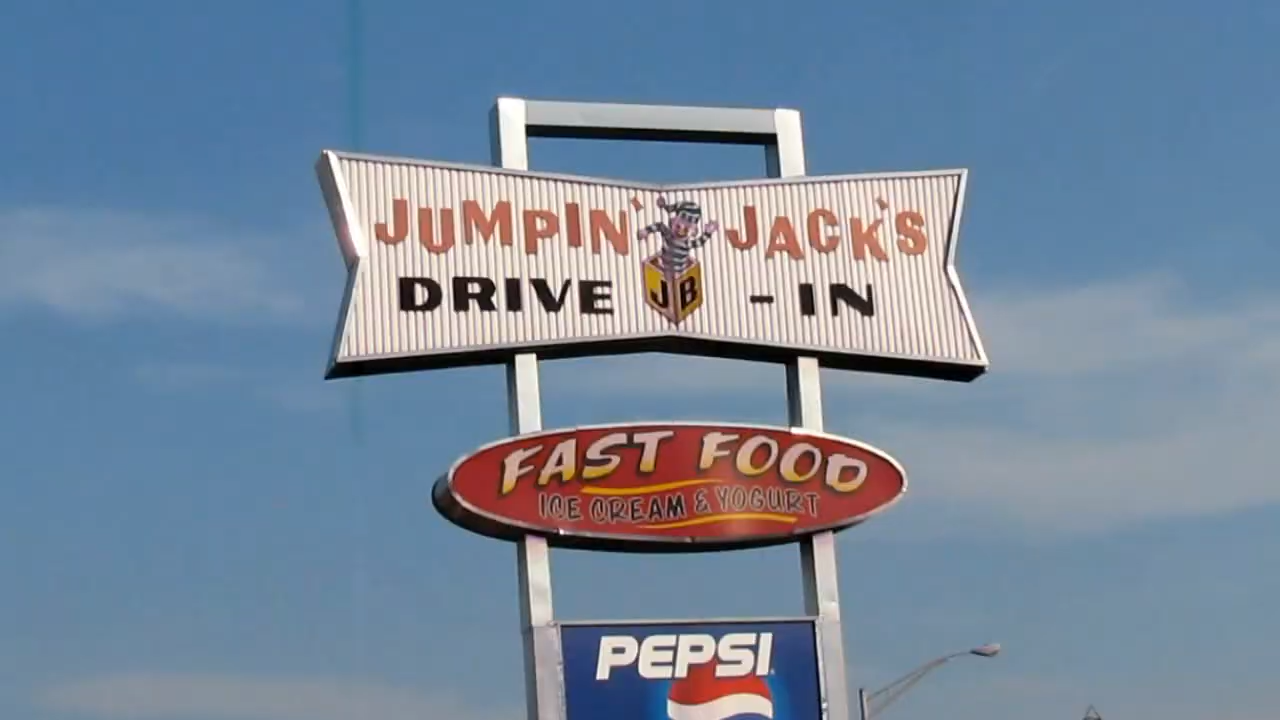 JUMPIN' JACK'S
DRIVE JB - IN
FAST FOOD
ICE CREAM & YOGURT
PEPSI